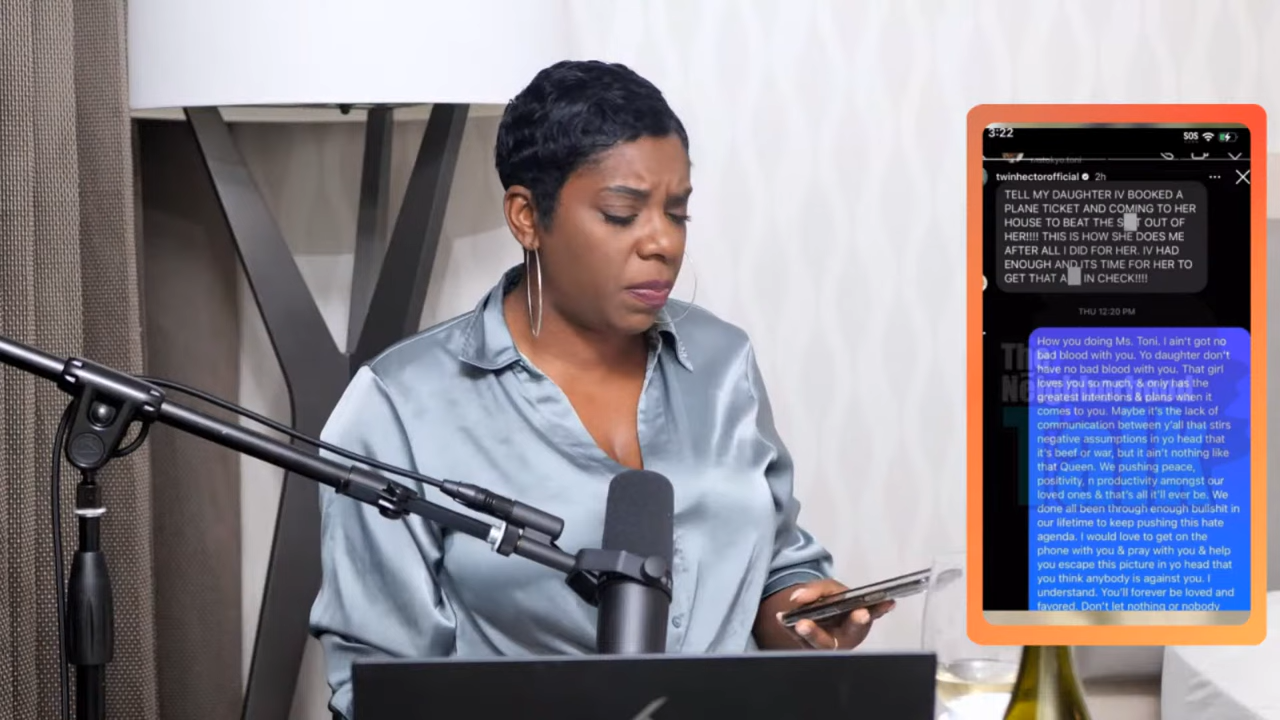 3:22
SOS
twinhectorofficial 2h
TELL MY DAUGHTER IV BOOKED A
PLANE TICKET AND COMING TO HER
HOUSE TO BEAT THE S T OUT OF
HER!!!! THIS IS HOW SHE DOES ME
AFTER ALL I DID FOR HER. IV HAD
ENOUGH AND ITS TIME FOR HER TO
GET THAT A IN CHECK!!!!
THU 12:20 PM
How you doing Ms. Toni. I ain't got no
bad blood with you. Yo daughter don't
have no bad blood with you. That girl
loves you so much & only has the
greatest intentions & plans when it
comes to you. Maybe it's the lack of
communication between y'all that stirs
negative assumptions in yo head that
it's beef or war, but it ain't nothing like
that Queen. We pushing peace,
positivity, n productivity amongst our
loved ones & that's all it'll ever be. We
done all been through enough bullshit in
our lifetime to keep pushing this hate
agenda. I would love to get on the
phone with you & pray with you & help
you escape this picture in yo head that
you think anybody is against you. I
understand. You'll forever be loved and
favored. Don't let nothing or nobody